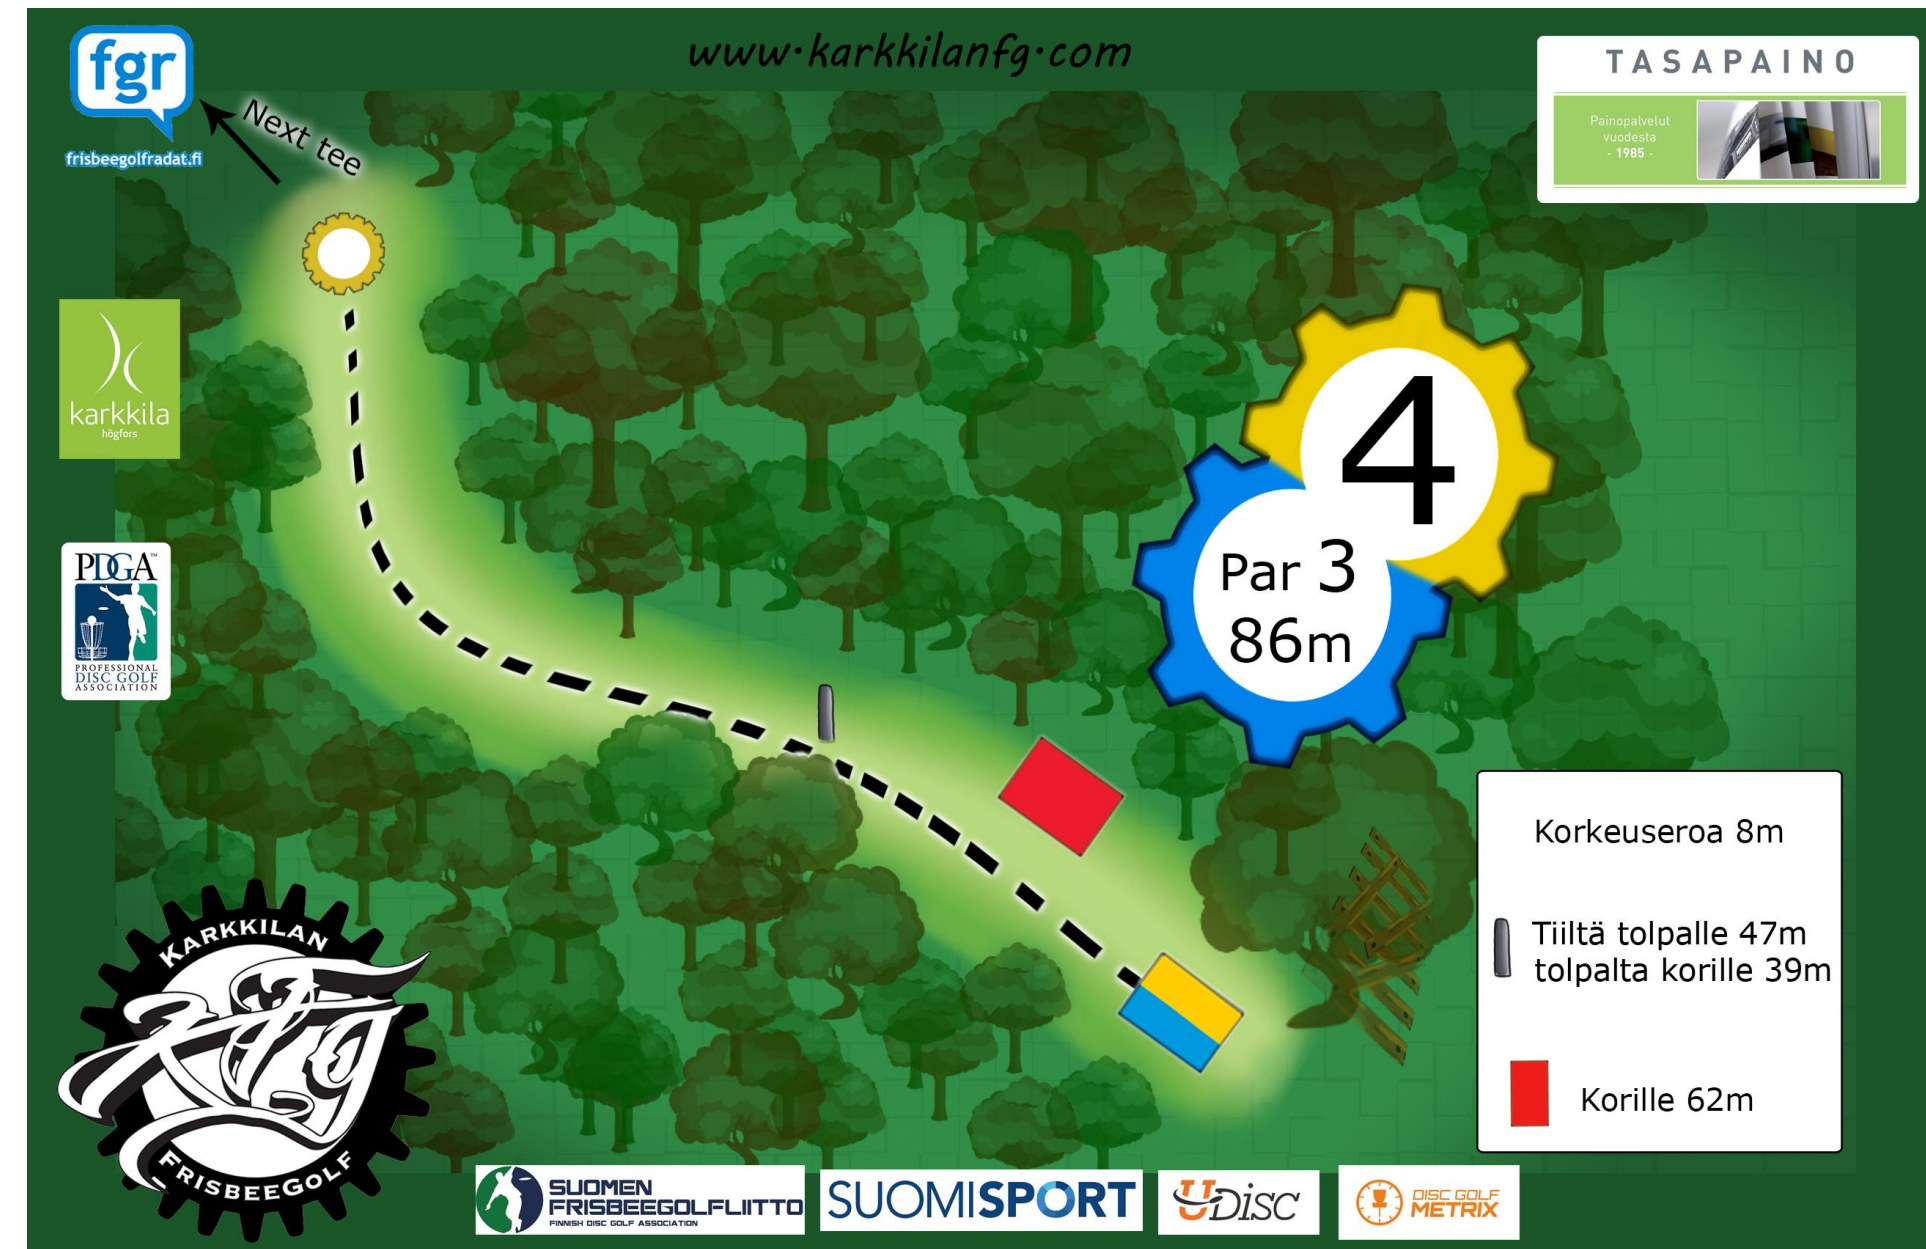 fgr
frisbeegolfradat.fi
www.karkkilanfg.com
Next tee
TASAPAINO
Painopalvelut
vuodesta
- 1985 -
karkkila
högfors
4
Par 3
86m
PDGA™
PROFESSIONAL
DISC GOLF
ASSOCIATION
Korkeuseroa 8m
Tiiltä tolpalle 47m
tolpalta korille 39m
Korille 62m
KARKKILAN
KFG
FRISBEEGOLF
SUOMEN
FRISBEEGOLFLIITTO
FINNISH DISC GOLF ASSOCIATION
SUOMISPORT
UDisc
DISC GOLF
METRIX